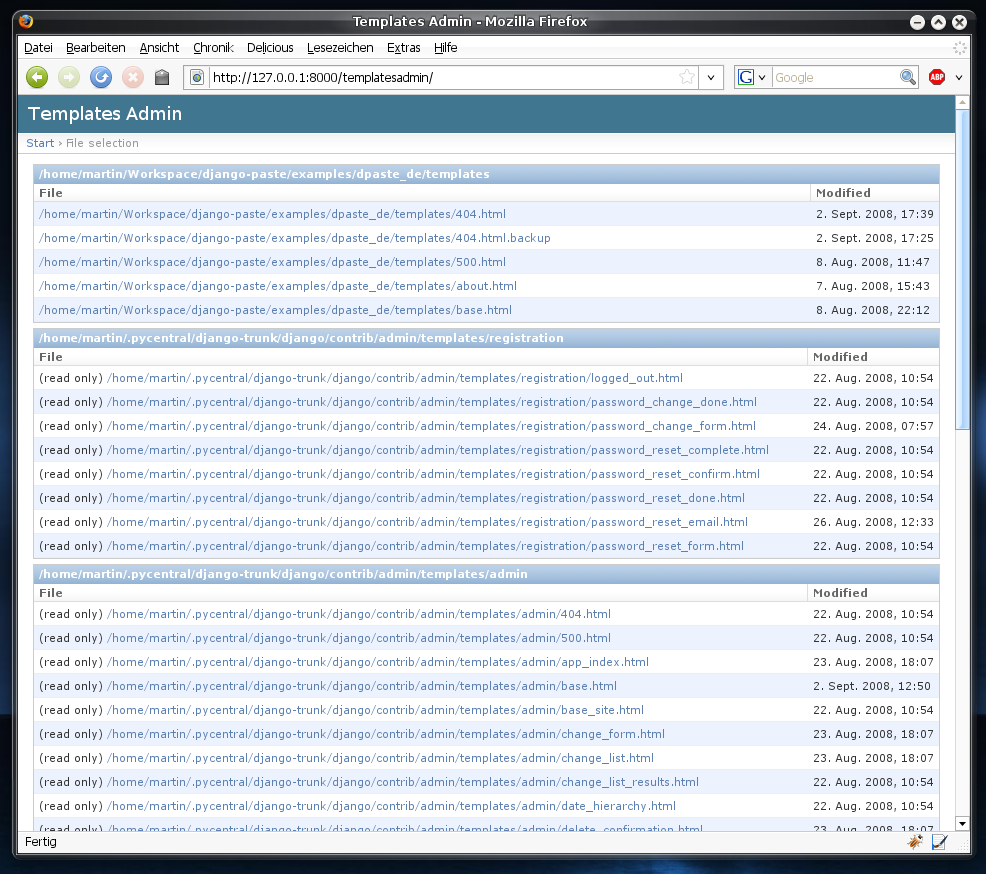 Templates Admin - Mozilla Firefox
Datei Bearbeiten Ansicht Chronik Delicious Lesezeichen Extras Hilfe
http://127.0.0.1:8000/templatesadmin/ G Google ABP
Templates Admin
Start › File selection
/home/martin/Workspace/django-paste/examples/dpaste_de/templates
File Modified
/home/martin/Workspace/django-paste/examples/dpaste_de/templates/404.html 2. Sept. 2008, 17:39
/home/martin/Workspace/django-paste/examples/dpaste_de/templates/404.html.backup 2. Sept. 2008, 17:25
/home/martin/Workspace/django-paste/examples/dpaste_de/templates/500.html 8. Aug. 2008, 11:47
/home/martin/Workspace/django-paste/examples/dpaste_de/templates/about.html 7. Aug. 2008, 15:43
/home/martin/Workspace/django-paste/examples/dpaste_de/templates/base.html 8. Aug. 2008, 22:12
/home/martin/.pycentral/django-trunk/django/contrib/admin/templates/registration
File Modified
(read only) /home/martin/.pycentral/django-trunk/django/contrib/admin/templates/registration/logged_out.html 22. Aug. 2008, 10:54
(read only) /home/martin/.pycentral/django-trunk/django/contrib/admin/templates/registration/password_change_done.html 22. Aug. 2008, 10:54
(read only) /home/martin/.pycentral/django-trunk/django/contrib/admin/templates/registration/password_change_form.html 24. Aug. 2008, 07:57
(read only) /home/martin/.pycentral/django-trunk/django/contrib/admin/templates/registration/password_reset_complete.html 22. Aug. 2008, 10:54
(read only) /home/martin/.pycentral/django-trunk/django/contrib/admin/templates/registration/password_reset_confirm.html 22. Aug. 2008, 10:54
(read only) /home/martin/.pycentral/django-trunk/django/contrib/admin/templates/registration/password_reset_done.html 22. Aug. 2008, 10:54
(read only) /home/martin/.pycentral/django-trunk/django/contrib/admin/templates/registration/password_reset_email.html 26. Aug. 2008, 12:33
(read only) /home/martin/.pycentral/django-trunk/django/contrib/admin/templates/registration/password_reset_form.html 22. Aug. 2008, 10:54
/home/martin/.pycentral/django-trunk/django/contrib/admin/templates/admin
File Modified
(read only) /home/martin/.pycentral/django-trunk/django/contrib/admin/templates/admin/404.html 22. Aug. 2008, 10:54
(read only) /home/martin/.pycentral/django-trunk/django/contrib/admin/templates/admin/500.html 22. Aug. 2008, 10:54
(read only) /home/martin/.pycentral/django-trunk/django/contrib/admin/templates/admin/app_index.html 23. Aug. 2008, 18:07
(read only) /home/martin/.pycentral/django-trunk/django/contrib/admin/templates/admin/base.html 2. Sept. 2008, 12:50
(read only) /home/martin/.pycentral/django-trunk/django/contrib/admin/templates/admin/base_site.html 22. Aug. 2008, 10:54
(read only) /home/martin/.pycentral/django-trunk/django/contrib/admin/templates/admin/change_form.html 23. Aug. 2008, 18:07
(read only) /home/martin/.pycentral/django-trunk/django/contrib/admin/templates/admin/change_list.html 23. Aug. 2008, 18:07
(read only) /home/martin/.pycentral/django-trunk/django/contrib/admin/templates/admin/change_list_results.html 22. Aug. 2008, 10:54
(read only) /home/martin/.pycentral/django-trunk/django/contrib/admin/templates/admin/date_hierarchy.html 22. Aug. 2008, 10:54
(read only) /home/martin/.pycentral/django-trunk/django/contrib/admin/templates/admin/delete_confirmation.html 23. Aug. 2008, 18:07
Fertig